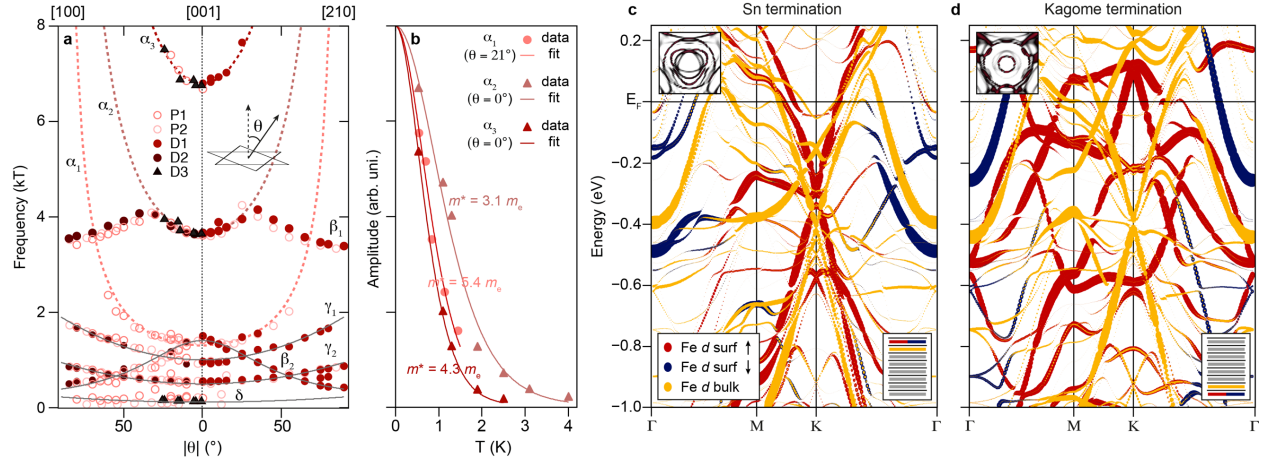 [100] [001] [210]
a
Frequency (kT)
8
6
4
2
0
α3
α2
α1
P1
P2
D1
D2
D3
θ
β1
γ1
γ2
β2
δ
50 0 50
|θ| (°)
b
Amplitude (arb. uni.)
α1 data
(θ = 21°) fit
α2 data
(θ = 0°) fit
α3 data
(θ = 0°) fit
m* = 3.1 me
m* = 5.4 me
m* = 4.3 me
0 1 2 3 4
T (K)
c Sn termination
Energy (eV)
0.2
EF
−0.2
−0.4
−0.6
−0.8
−1.0
Fe d surf
Fe d surf
Fe d bulk
Γ M K Γ
d Kagome termination
Γ M K Γ